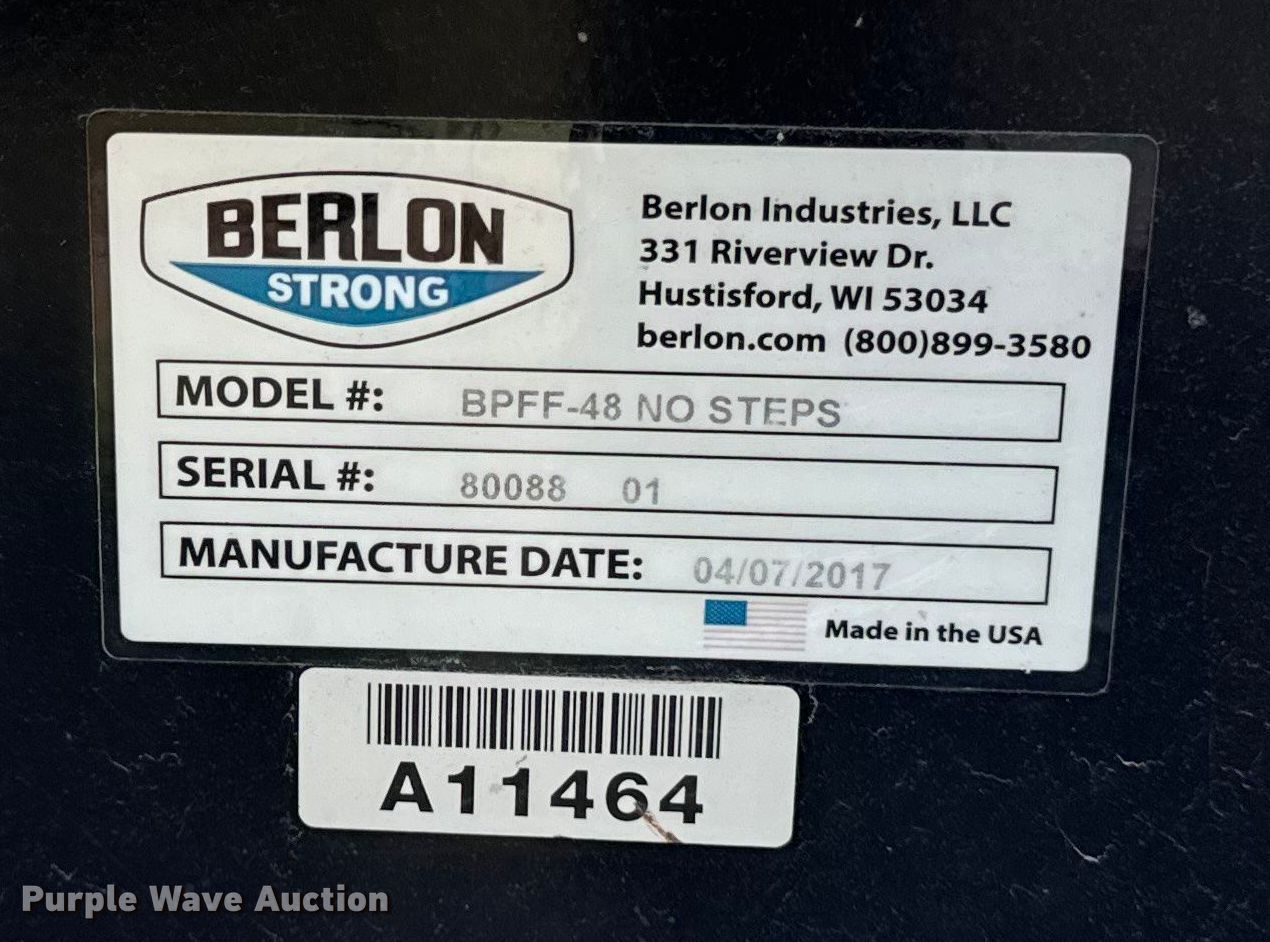 BERLON
STRONG
Berlon Industries, LLC
331 Riverview Dr.
Hustisford, WI 53034
berlon.com (800)899-3580
MODEL #: BPFF-48 NO STEPS
SERIAL #: 80088 01
MANUFACTURE DATE: 04/07/2017
Made in the USA
A11464
Purple Wave Auction